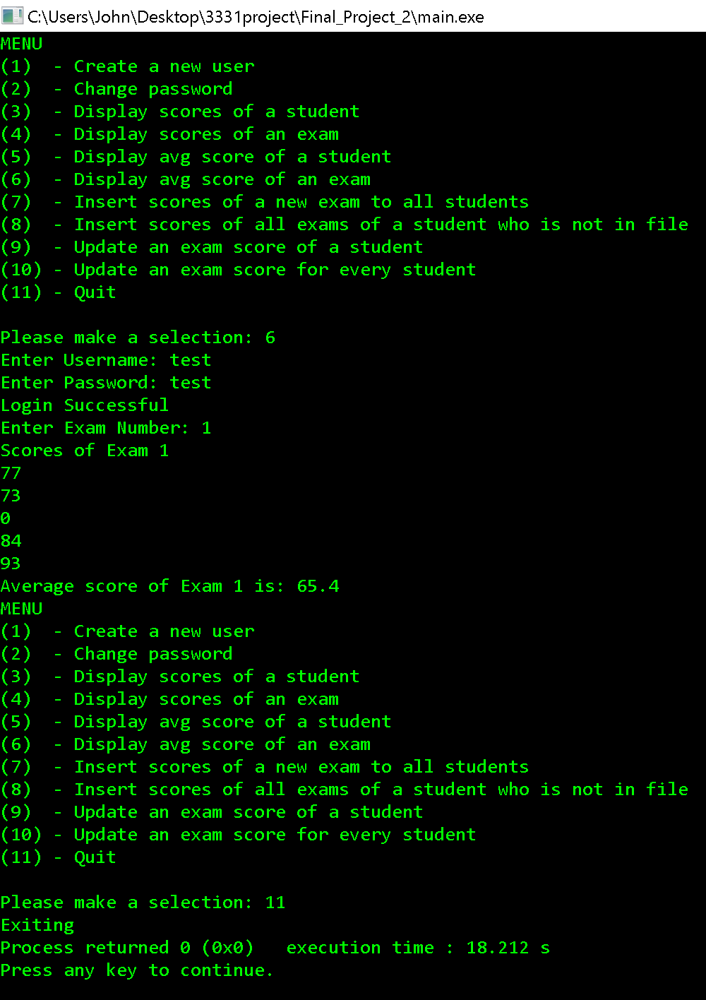 C:\Users\John\Desktop\3331project\Final_Project_2\main.exe
MENU
(1)  - Create a new user
(2)  - Change password
(3)  - Display scores of a student
(4)  - Display scores of an exam
(5)  - Display avg score of a student
(6)  - Display avg score of an exam
(7)  - Insert scores of a new exam to all students
(8)  - Insert scores of all exams of a student who is not in file
(9)  - Update an exam score of a student
(10) - Update an exam score for every student
(11) - Quit

Please make a selection: 6
Enter Username: test
Enter Password: test
Login Successful
Enter Exam Number: 1
Scores of Exam 1
77
73
0
84
93
Average score of Exam 1 is: 65.4
MENU
(1)  - Create a new user
(2)  - Change password
(3)  - Display scores of a student
(4)  - Display scores of an exam
(5)  - Display avg score of a student
(6)  - Display avg score of an exam
(7)  - Insert scores of a new exam to all students
(8)  - Insert scores of all exams of a student who is not in file
(9)  - Update an exam score of a student
(10) - Update an exam score for every student
(11) - Quit

Please make a selection: 11
Exiting
Process returned 0 (0x0)   execution time : 18.212 s
Press any key to continue.